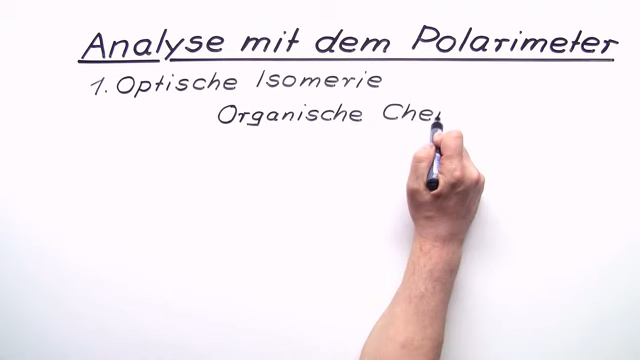 Analyse mit dem Polarimeter
1. Optische Isomerie
Organische Che